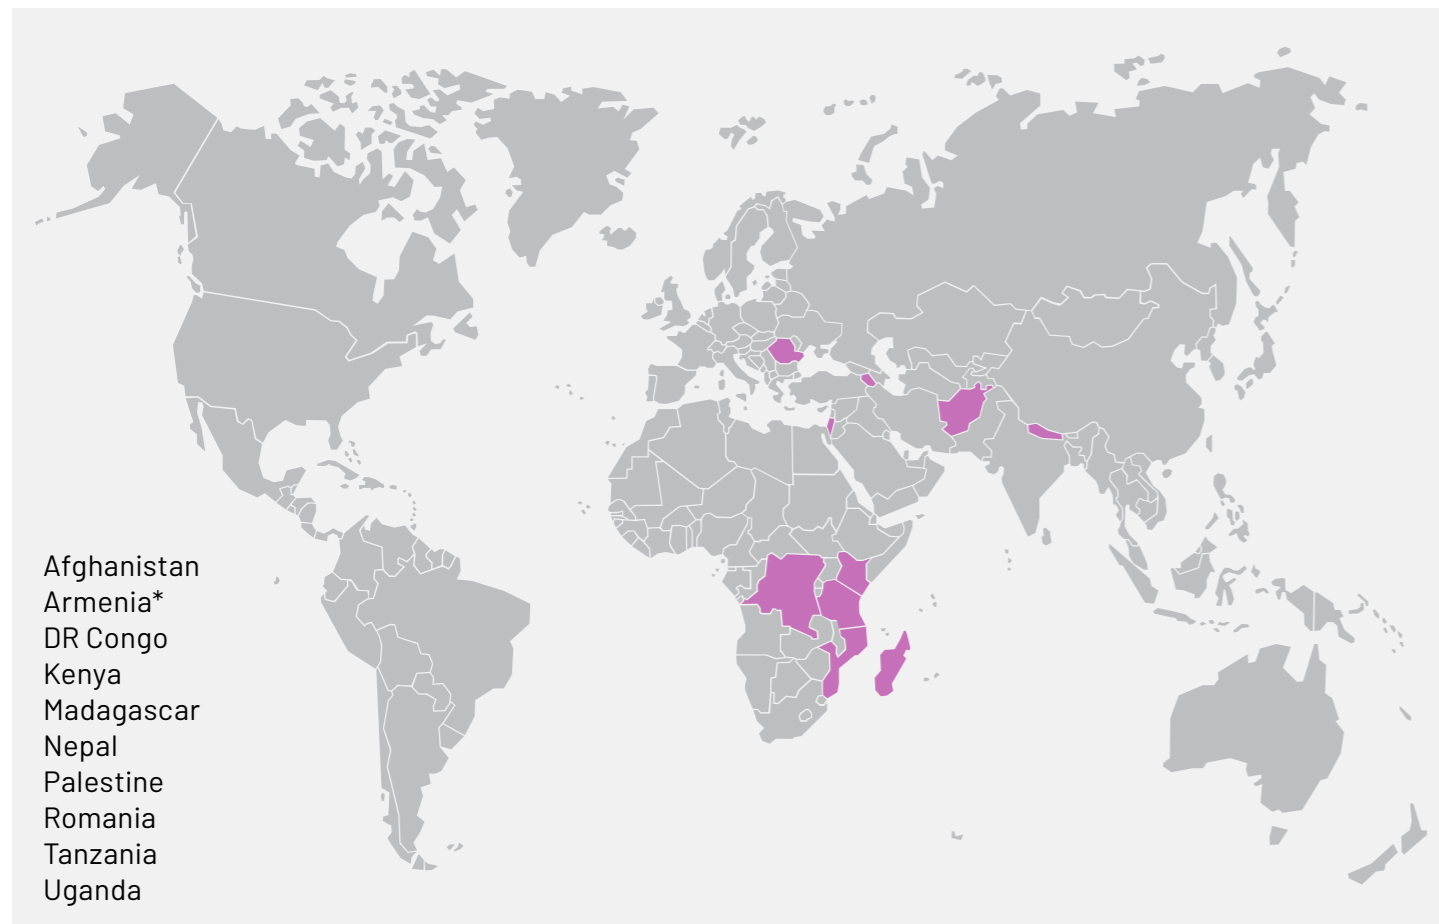 Afghanistan
Armenia*
DR Congo
Kenya
Madagascar
Nepal
Palestine
Romania
Tanzania
Uganda